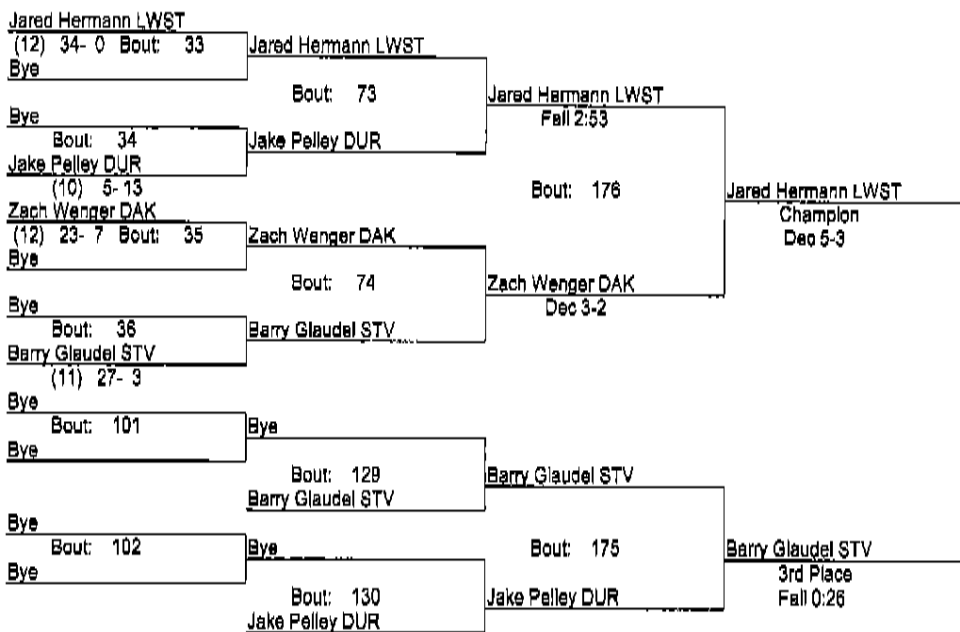 Jared Hermann LWST
(12) 34- 0 Bout: 33
Bye
Jared Hermann LWST
Bout: 73
Bye
Bout: 34
Jake Pelley DUR
(10) 5- 13
Jake Pelley DUR
Jared Hermann LWST
Fall 2:53
Bout: 176
Zach Wenger DAK
(12) 23- 7 Bout: 35
Bye
Zach Wenger DAK
Bout: 74
Bye
Bout: 36
Barry Glaudel STV
(11) 27- 3
Barry Glaudel STV
Zach Wenger DAK
Dec 3-2
Jared Hermann LWST
Champion
Dec 5-3
Bye
Bout: 101
Bye
Bye
Bout: 129
Barry Glaudel STV
Barry Glaudel STV
Bye
Bout: 102
Bye
Bye
Bout: 130
Jake Pelley DUR
Bout: 175
Jake Pelley DUR
Barry Glaudel STV
3rd Place
Fall 0:26